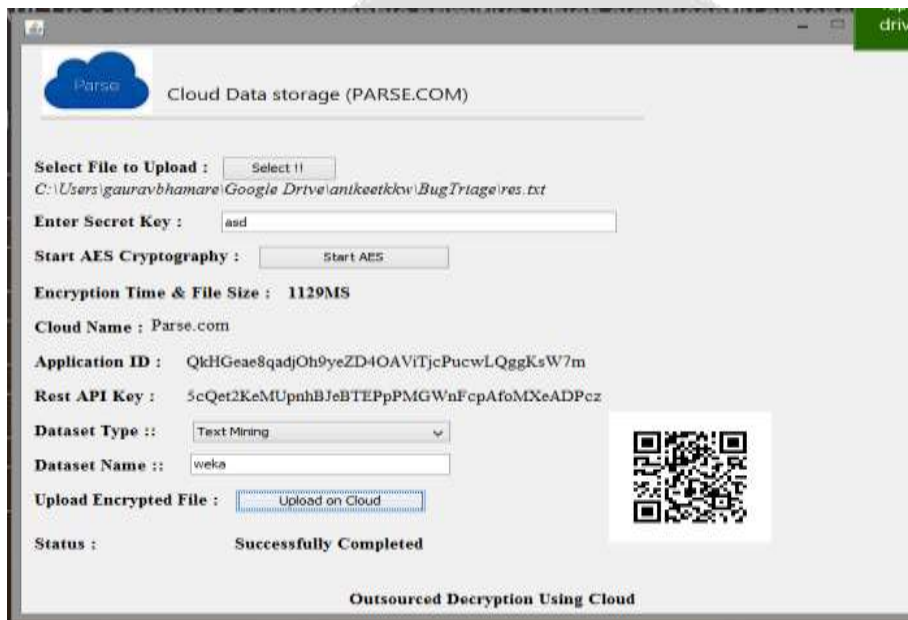 driv
Parse
Cloud Data storage (PARSE.COM)
Select File to Upload : Select !!
C:\Users\gauravbhamare\Google Drive\aniketkkw\BugTriage\res.txt
Enter Secret Key : asd
Start AES Cryptography : Start AES
Encryption Time & File Size : 1129MS
Cloud Name : Parse.com
Application ID : QkHGeae8qadjOh9yeZD4OAViTjcPucwLQggKsW7m
Rest API Key : 5cQet2KeMUpnhBJeBTEPpPMGWnFcpAfoMXeADPcz
Dataset Type :: Text Mining
Dataset Name :: weka
Upload Encrypted File : Upload on Cloud
Status : Successfully Completed
Outsourced Decryption Using Cloud